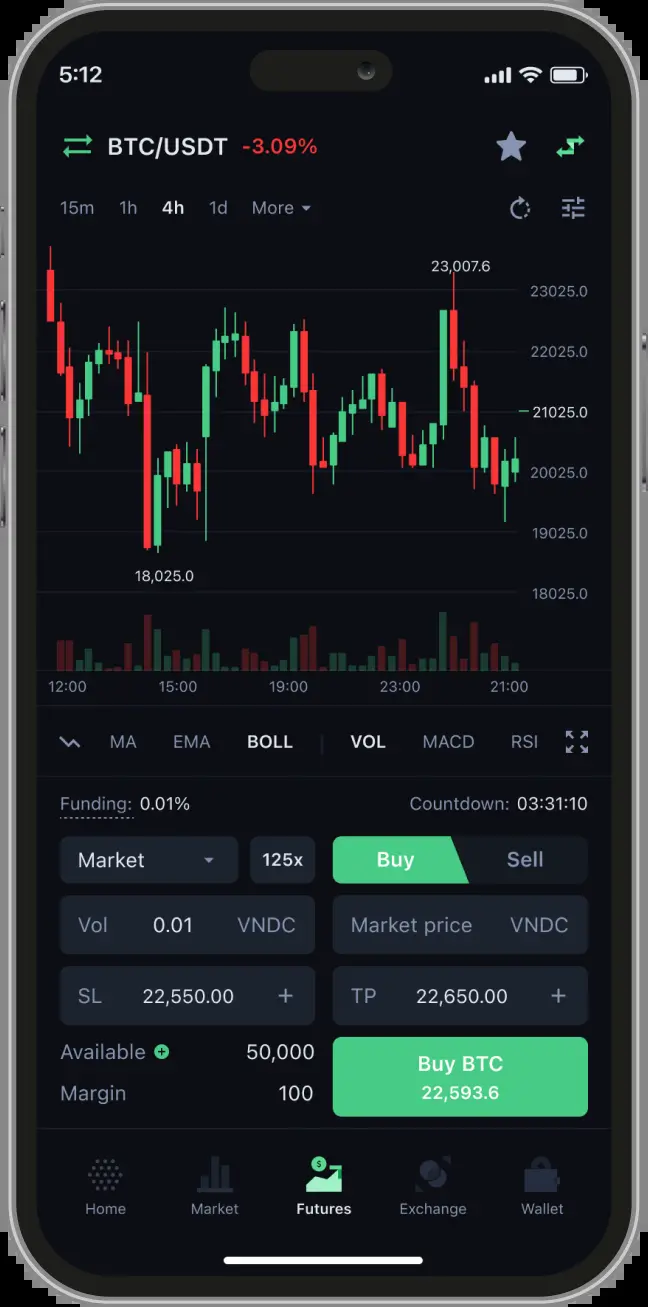 5:12
BTC/USDT -3.09%
15m 1h 4h 1d More
23,007.6
23025.0
22025.0
21025.0
20025.0
19025.0
18,025.0
18025.0
12:00 15:00 19:00 23:00 21:00
MA EMA BOLL VOL MACD RSI
Funding: 0.01% Countdown: 03:31:10
Market 125x Buy Sell
Vol 0.01 VNDC Market price VNDC
SL 22,550.00 + TP 22,650.00 +
Available 50,000 Buy BTC
Margin 100 22,593.6
$
Home Market Futures Exchange Wallet